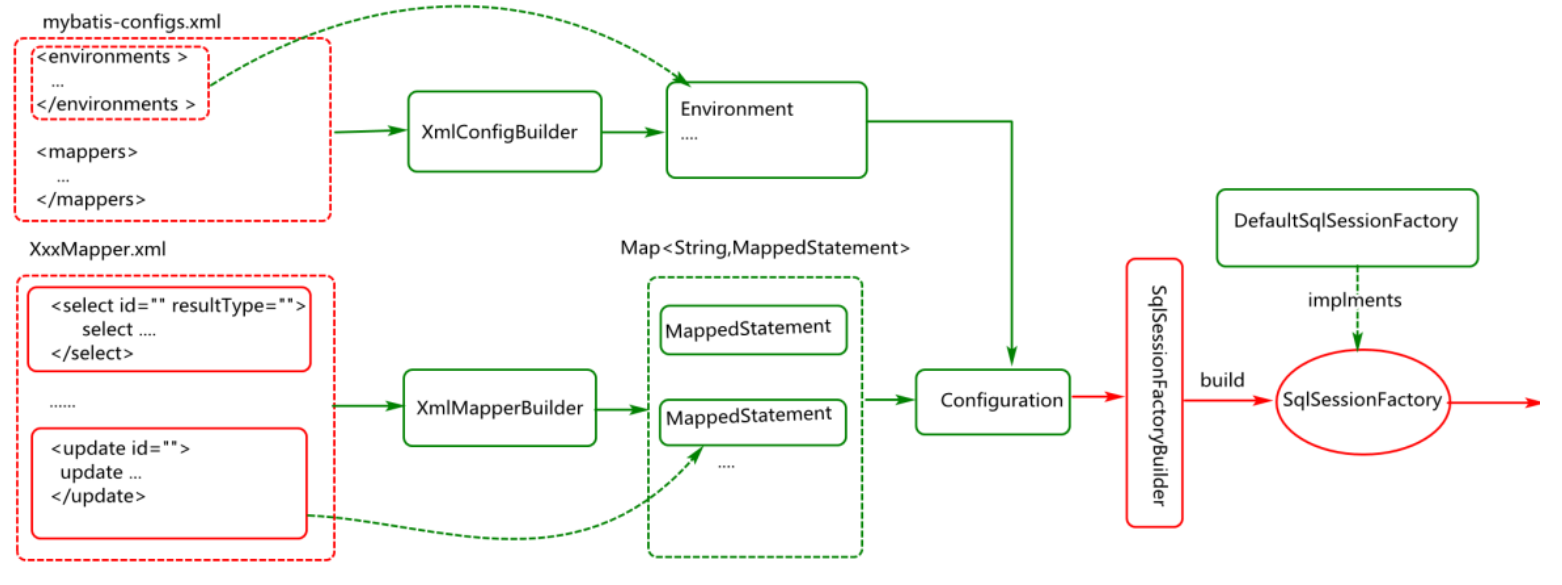 mybatis-configs.xml
<environments >
...
</environments >
<mappers>
...
</mappers>
XmlConfigBuilder
Environment
....
XxxMapper.xml
<select id="" resultType="">
select ....
</select>
......
<update id="">
update ...
</update>
XmlMapperBuilder
Map<String,MappedStatement>
MappedStatement
MappedStatement
....
Configuration
SqlSessionFactoryBuilder
build
DefaultSqlSessionFactory
implments
SqlSessionFactory